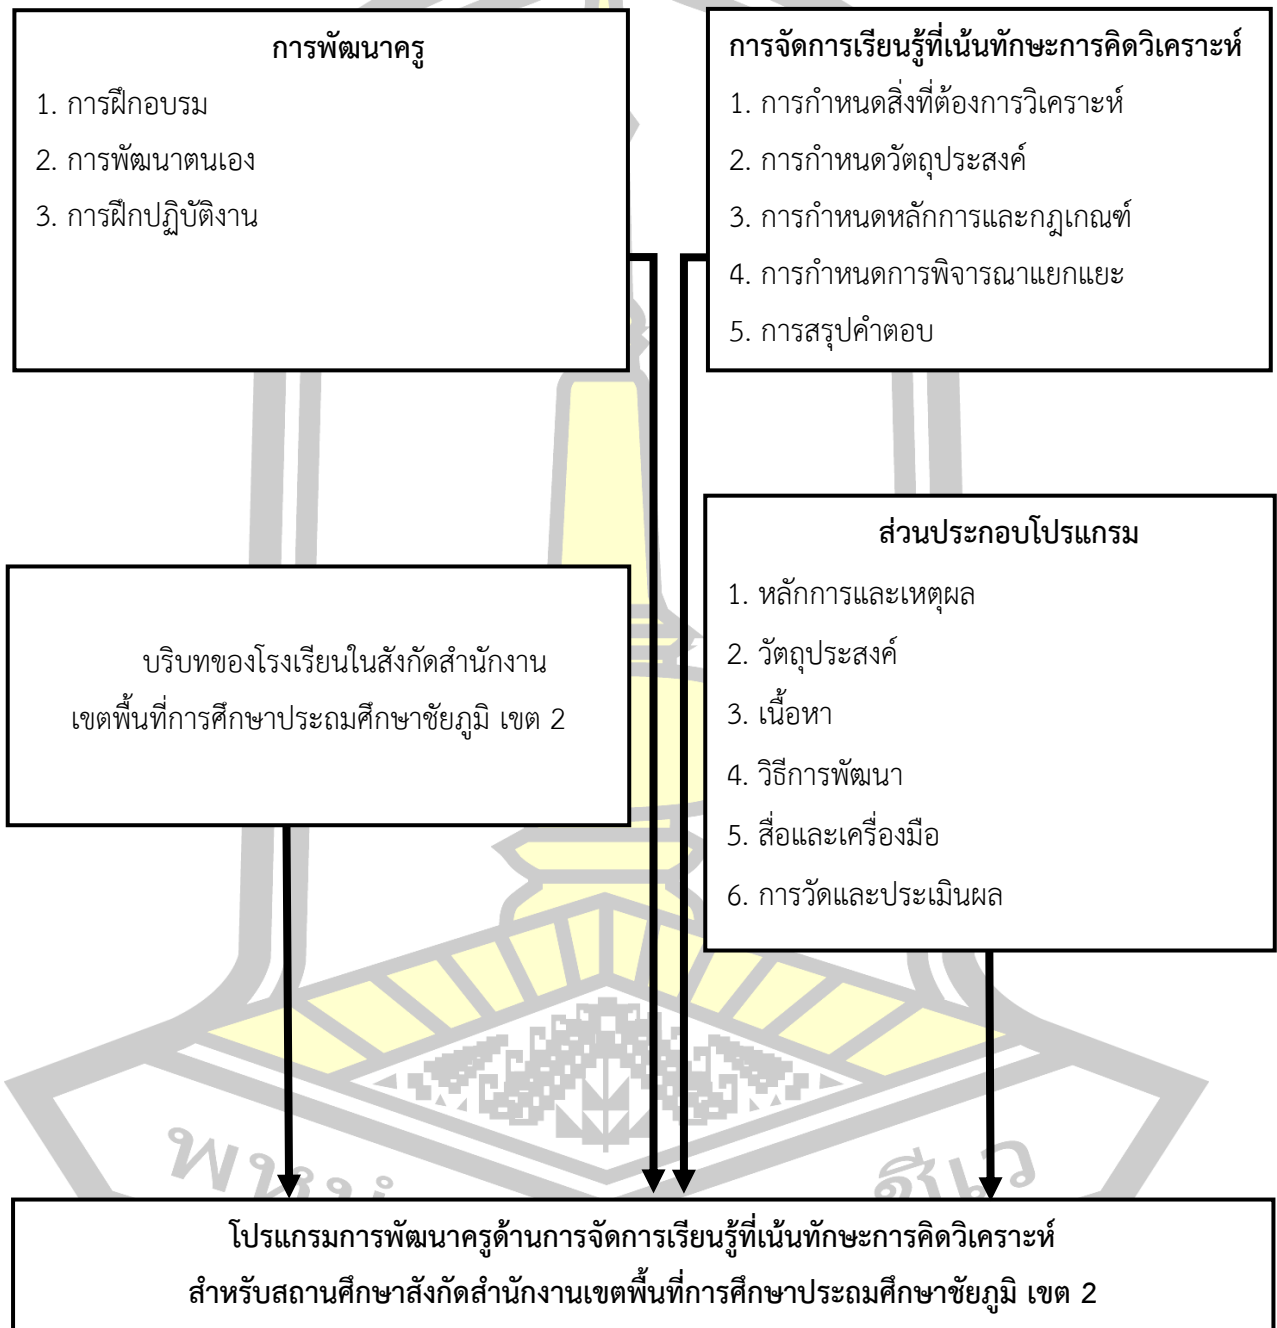 การพัฒนาครู
1. การฝึกอบรม
2. การพัฒนาตนเอง
3. การฝึกปฏิบัติงาน
การจัดการเรียนรู้ที่เน้นทักษะการคิดวิเคราะห์
1. การกำหนดสิ่งที่ต้องการวิเคราะห์
2. การกำหนดวัตถุประสงค์
3. การกำหนดหลักการและกฎเกณฑ์
4. การกำหนดการพิจารณาแยกแยะ
5. การสรุปคำตอบ
บริบทของโรงเรียนในสังกัดสำนักงาน
เขตพื้นที่การศึกษาประถมศึกษาชัยภูมิ เขต 2
ส่วนประกอบโปรแกรม
1. หลักการและเหตุผล
2. วัตถุประสงค์
3. เนื้อหา
4. วิธีการพัฒนา
5. สื่อและเครื่องมือ
6. การวัดและประเมินผล
โปรแกรมการพัฒนาครูด้านการจัดการเรียนรู้ที่เน้นทักษะการคิดวิเคราะห์
สำหรับสถานศึกษาสังกัดสำนักงานเขตพื้นที่การศึกษาประถมศึกษาชัยภูมิ เขต 2